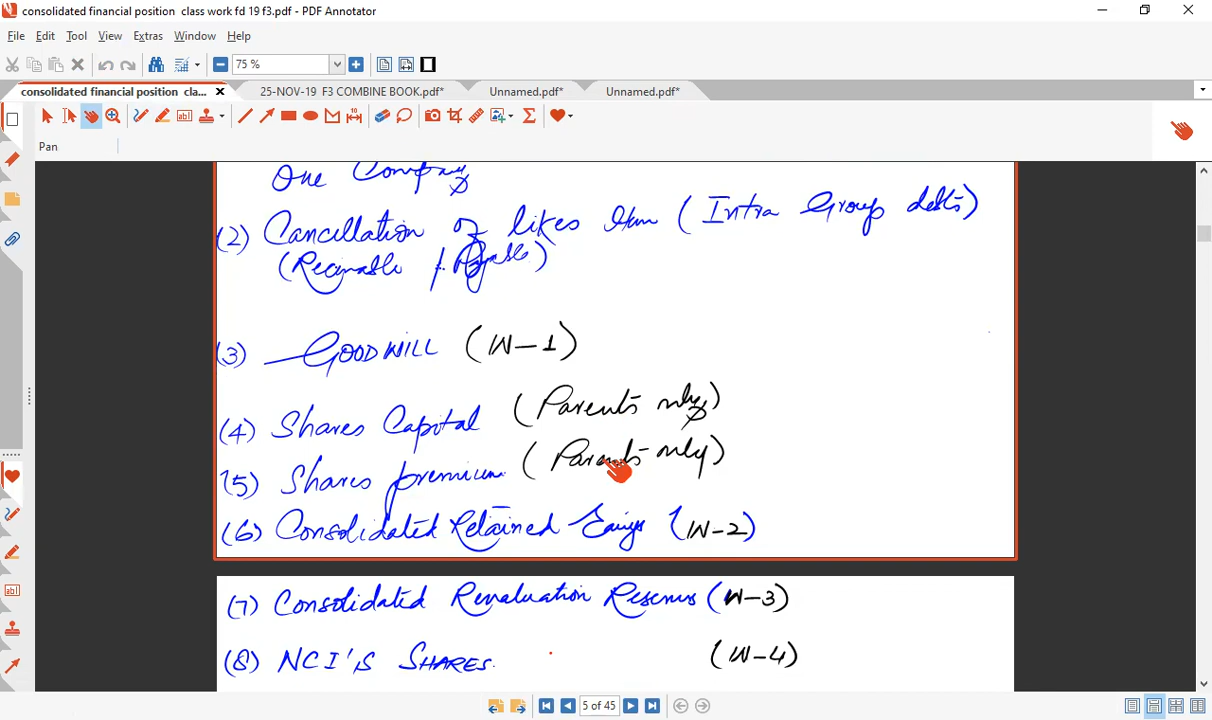 consolidated financial position class work fd 19 f3.pdf - PDF Annotator
File Edit Tool View Extras Window Help
75 %
consolidated financial position cla... 25-NOV-19 F3 COMBINE BOOK.pdf* Unnamed.pdf* Unnamed.pdf*
Pan
One Company
(2) Cancillation of likes Item (Intra Group debts)
(Receivable / Payable)
(3) GOODWILL (W-1)
(4) Shares Capital (Parents only)
(5) Shares premium (Parents only)
(6) Consolidated Retained (W-2)
(7) Consolidated Revaluation Reserves (W-3)
(8) NCI'S SHARES. (W-4)
5 of 45